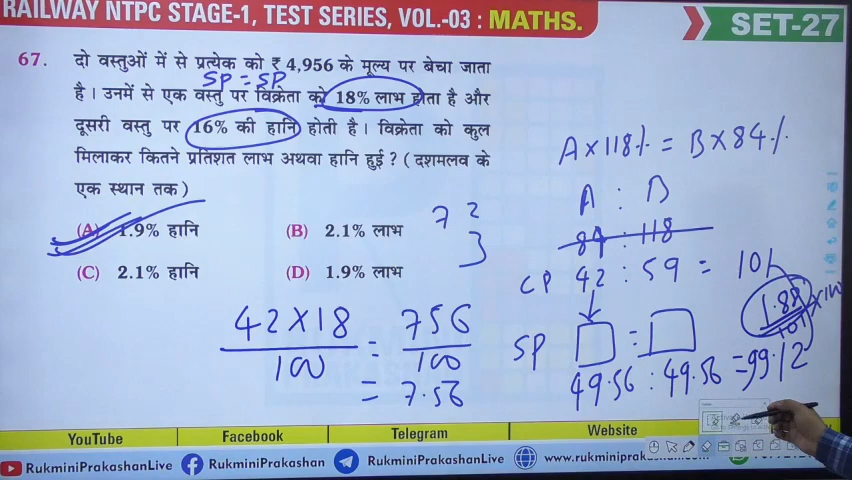 RAILWAY NTPC STAGE-1, TEST SERIES, VOL.-03 : MATHS.
SET-27
67. दो वस्तुओं में से प्रत्येक को ₹ 4,956 के मूल्य पर बेचा जाता
SP = SP
है। उनमें से एक वस्तु पर विक्रेता को 18% लाभ होता है और
दूसरी वस्तु पर 16% की हानि होती है। विक्रेता को कुल
मिलाकर कितने प्रतिशत लाभ अथवा हानि हुई ? ( दशमलव के
एक स्थान तक )
(A) 1.9% हानि
(B) 2.1% लाभ
(C) 2.1% हानि
(D) 1.9% लाभ
7 2
3
A×118% = B×84%
A : B
84 : 118
CP 42 : 59 = 101
1.88
101 ×100
SP □ = □
49.56 : 49.56 = 99.12
42×18 / 100 = 756 / 100
= 7.56
YouTube
Facebook
Telegram
Website
RukminiPrakashanLive
RukminiPrakashan
RukminiPrakashanLive
www.rukminiprak